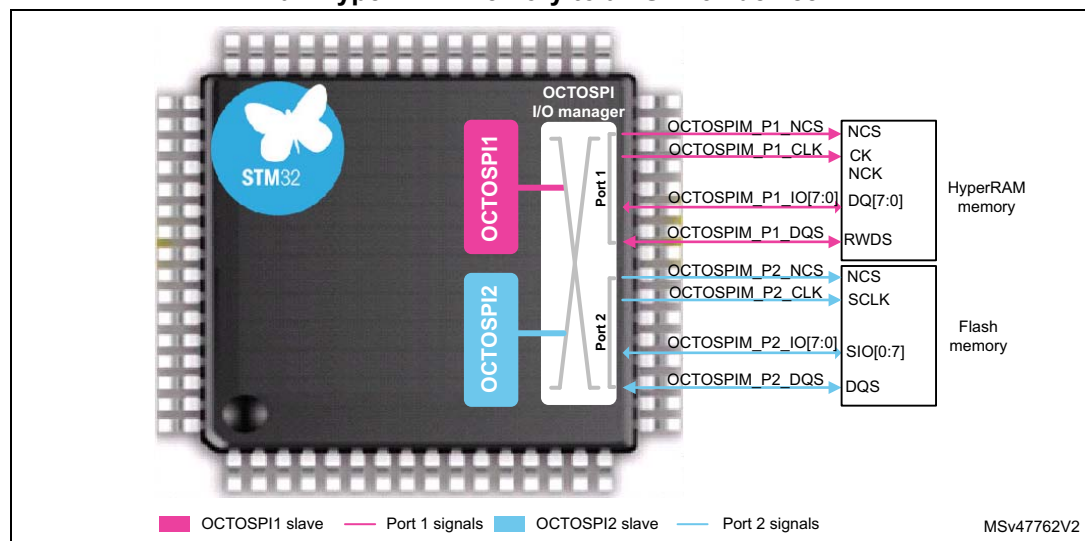 OCTOSPI
I/O manager
STM32
OCTOSPI1
OCTOSPI2
Port 1
Port 2
OCTOSPIM_P1_NCS
OCTOSPIM_P1_CLK
OCTOSPIM_P1_IO[7:0]
OCTOSPIM_P1_DQS
NCS
CK
NCK
DQ[7:0]
RWDS
HyperRAM
memory
OCTOSPIM_P2_NCS
OCTOSPIM_P2_CLK
OCTOSPIM_P2_IO[7:0]
OCTOSPIM_P2_DQS
NCS
SCLK
SIO[0:7]
DQS
Flash
memory
OCTOSPI1 slave
Port 1 signals
OCTOSPI2 slave
Port 2 signals
MSv47762V2